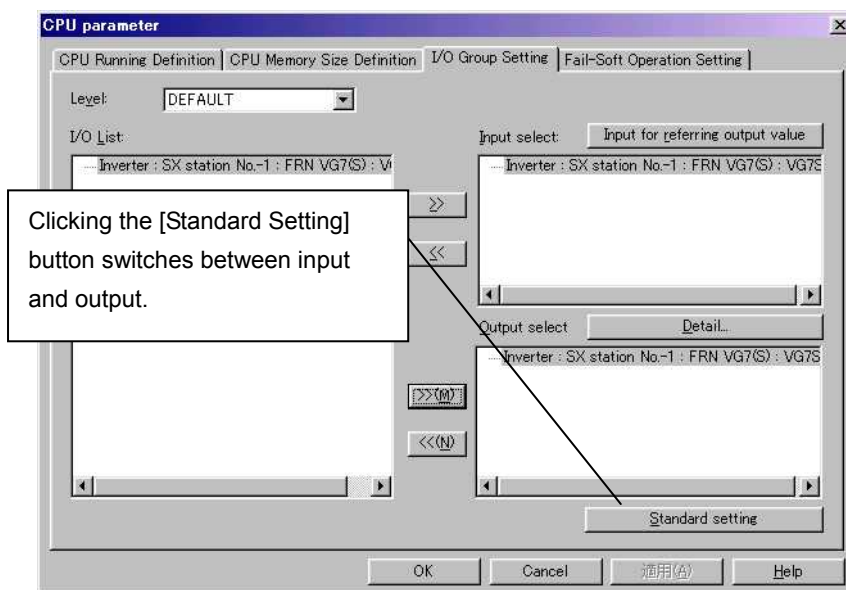 CPU parameter
CPU Running Definition CPU Memory Size Definition I/O Group Setting Fail-Soft Operation Setting
Level: DEFAULT
I/O List: Input select: Input for referring output value
Inverter : SX station No.-1 : FRN VG7(S) : Inverter : SX station No.-1 : FRN VG7(S) : VG7S
>>
<<
Clicking the [Standard Setting]
button switches between input
and output.
Output select Detail...
Inverter : SX station No.-1 : FRN VG7(S) : VG7S
>>(M)
<<(N)
Standard setting
OK Cancel 適用(A) Help